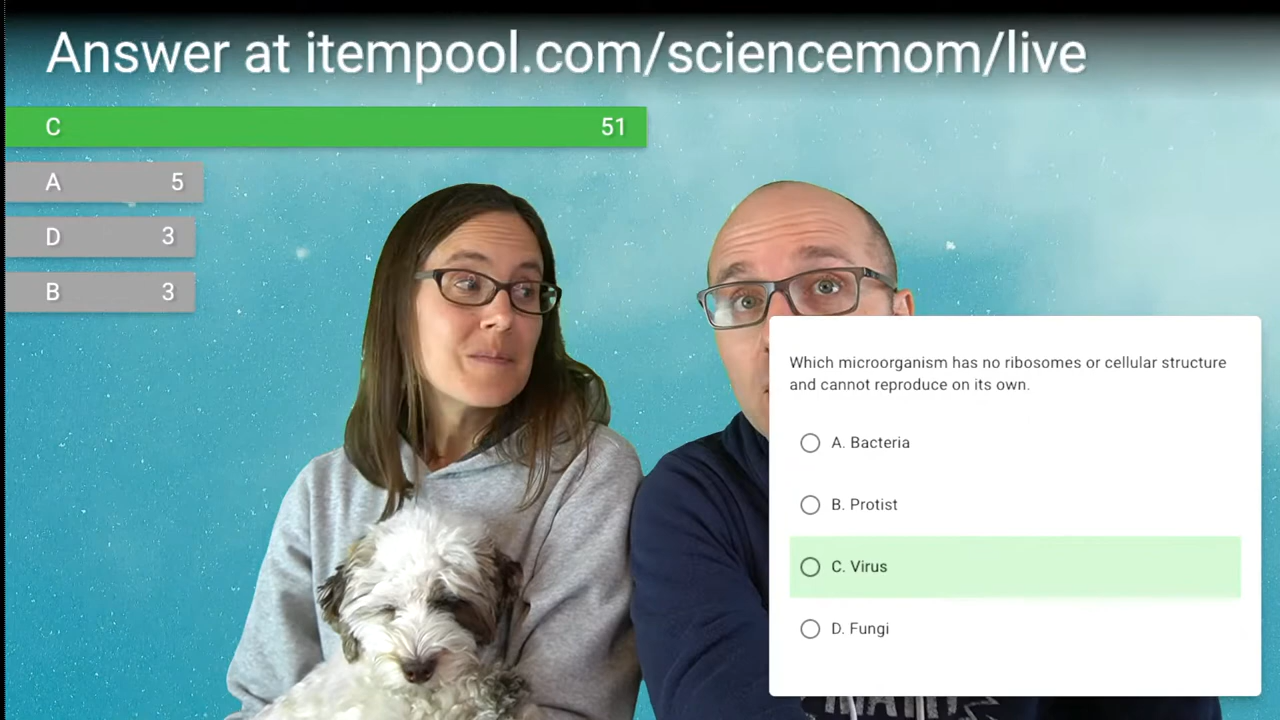 Answer at itempool.com/sciencemom/live
C 51
A 5
D 3
B 3
Which microorganism has no ribosomes or cellular structure
and cannot reproduce on its own.
A. Bacteria
B. Protist
C. Virus
D. Fungi